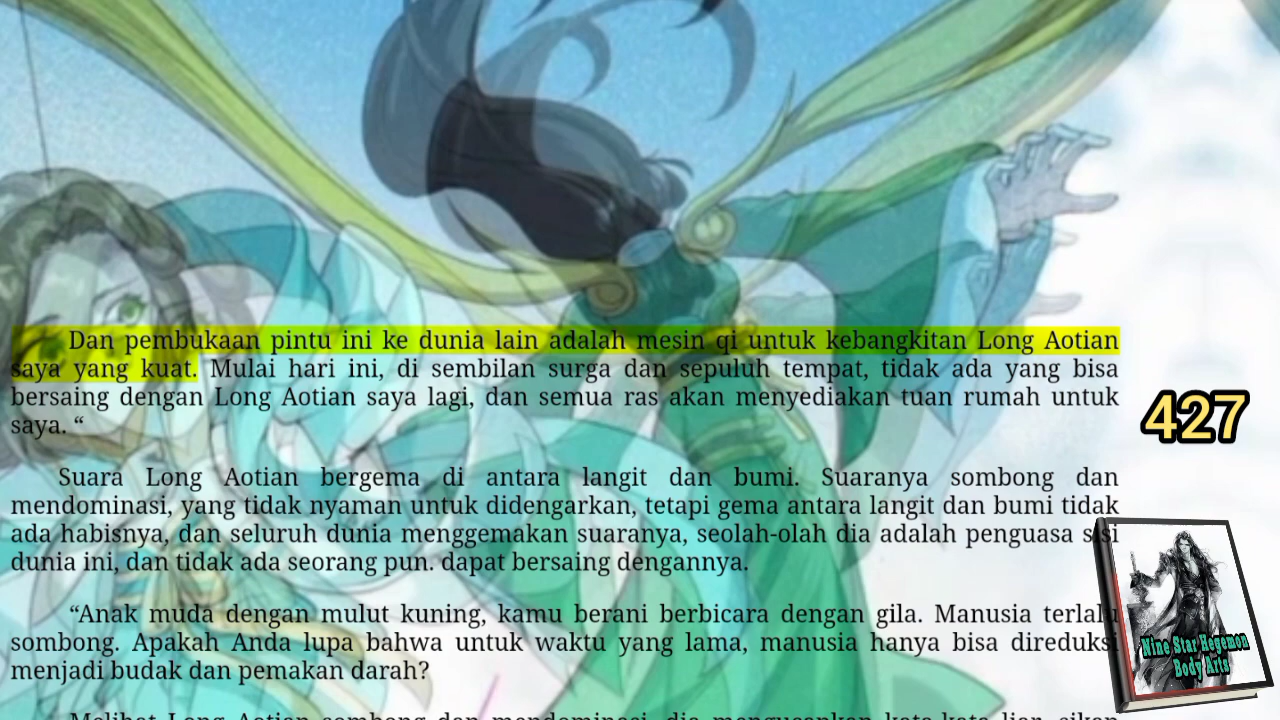 Dan pembukaan pintu ini ke dunia lain adalah mesin qi untuk kebangkitan Long Aotian
saya yang kuat. Mulai hari ini, di sembilan surga dan sepuluh tempat, tidak ada yang bisa
bersaing dengan Long Aotian saya lagi, dan semua ras akan menyediakan tuan rumah untuk
saya. “
Suara Long Aotian bergema di antara langit dan bumi. Suaranya sombong dan
mendominasi, yang tidak nyaman untuk didengarkan, tetapi gema antara langit dan bumi tidak
ada habisnya, dan seluruh dunia menggemakan suaranya, seolah-olah dia adalah penguasa sisi
dunia ini, dan tidak ada seorang pun. dapat bersaing dengannya.
“Anak muda dengan mulut kuning, kamu berani berbicara dengan gila. Manusia terlalu
sombong. Apakah Anda lupa bahwa untuk waktu yang lama, manusia hanya bisa direduksi
menjadi budak dan pemakan darah?
427
Nine Star Hegemon
Body Arts